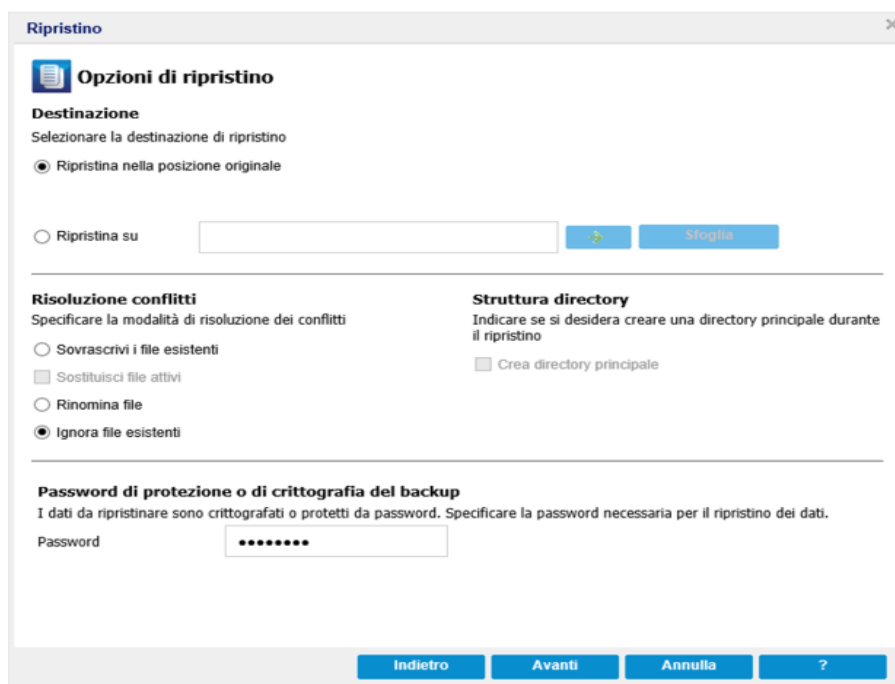 Ripristino
Opzioni di ripristino
Destinazione
Selezionare la destinazione di ripristino
Ripristina nella posizione originale
Ripristina su
Sfoglia
Risoluzione conflitti
Specificare la modalità di risoluzione dei conflitti
Sovrascrivi i file esistenti
Sostituisci file attivi
Rinomina file
Ignora file esistenti
Struttura directory
Indicare se si desidera creare una directory principale durante
il ripristino
Crea directory principale
Password di protezione o di crittografia del backup
I dati da ripristinare sono crittografati o protetti da password. Specificare la password necessaria per il ripristino dei dati.
Password ••••••••
Indietro Avanti Annulla ?